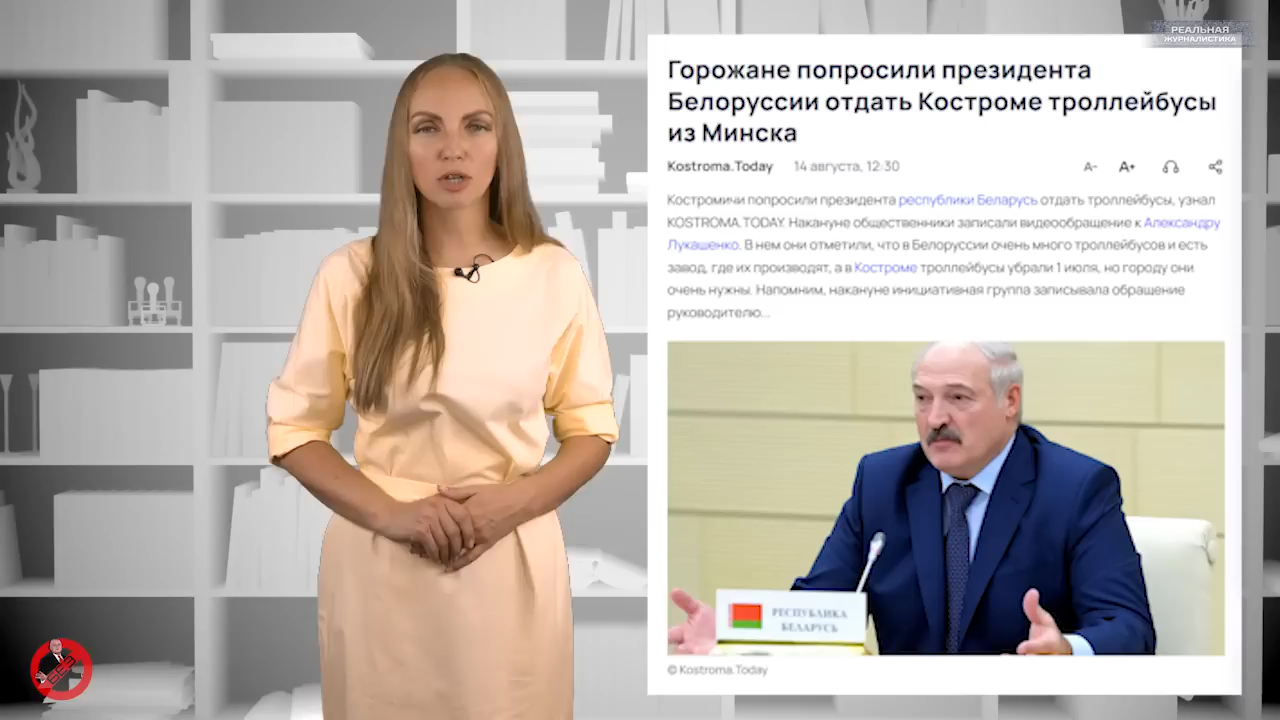 РЕАЛЬНАЯ
ЖУРНАЛИСТИКА
Горожане попросили президента
Белоруссии отдать Костроме троллейбусы
из Минска
Kostroma.Today 14 августа, 12:30 A- A+
Костромичи попросили президента республики Беларусь отдать троллейбусы, узнал
KOSTROMA.TODAY. Накануне общественники записали видеообращение к Александру
Лукашенко. В нем они отметили, что в Белоруссии очень много троллейбусов и есть
завод, где их производят, а в Костроме троллейбусы убрали 1 июля, но городу они
очень нужны. Напомним, накануне инициативная группа записывала обращение
руководителю...
РЕСПУБЛИКА
БЕЛАРУСЬ
© Kostroma.Today